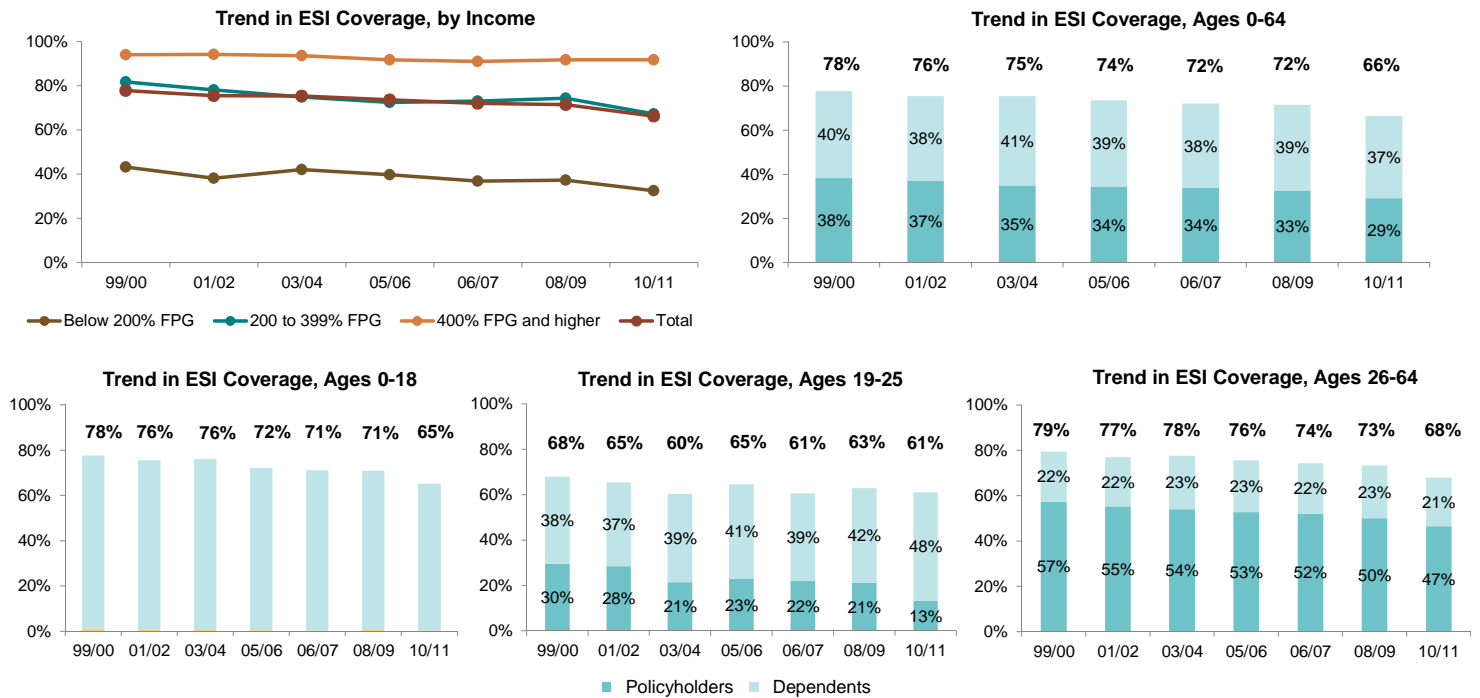 Trend in ESI Coverage, by Income
100%
80%
60%
40%
20%
0%
99/00 01/02 03/04 05/06 06/07 08/09 10/11
Below 200% FPG 200 to 399% FPG 400% FPG and higher Total
Trend in ESI Coverage, Ages 0-64
100%
78% 76% 75% 74% 72% 72% 66%
80%
40% 38% 41% 39% 38% 39% 37%
60%
40%
38% 37% 35% 34% 34% 33% 29%
20%
0%
99/00 01/02 03/04 05/06 06/07 08/09 10/11
Trend in ESI Coverage, Ages 0-18
100%
78% 76% 76% 72% 71% 71% 65%
80%
60%
40%
20%
0%
99/00 01/02 03/04 05/06 06/07 08/09 10/11
Trend in ESI Coverage, Ages 19-25
100%
68% 65% 60% 65% 61% 63% 61%
80%
60%
38% 37% 39% 41% 39% 42% 48%
40%
20%
30% 28% 21% 23% 22% 21% 13%
0%
99/00 01/02 03/04 05/06 06/07 08/09 10/11
Trend in ESI Coverage, Ages 26-64
100%
79% 77% 78% 76% 74% 73% 68%
80%
22% 22% 23% 23% 22% 23% 21%
60%
40%
57% 55% 54% 53% 52% 50% 47%
20%
0%
99/00 01/02 03/04 05/06 06/07 08/09 10/11
Policyholders Dependents